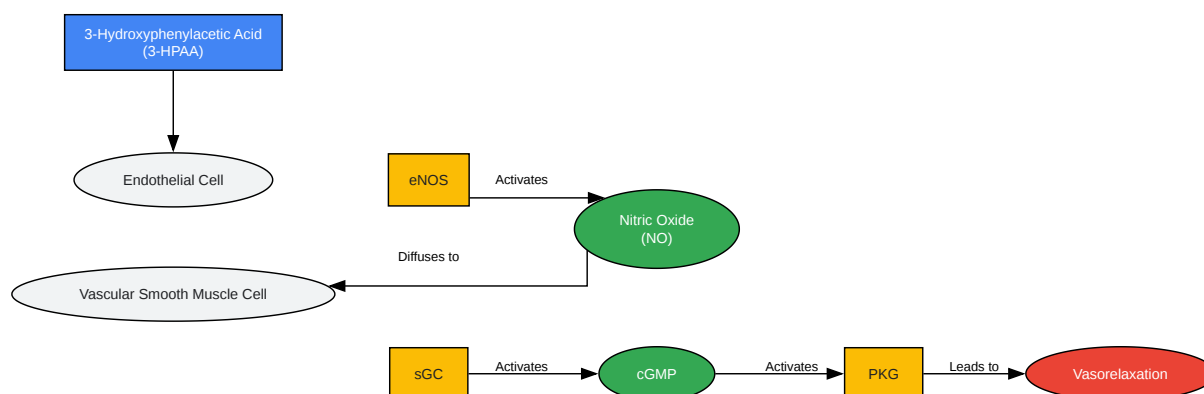 3-Hydroxyphenylacetic Acid
(3-HPAA)
Endothelial Cell
eNOS
Activates
Nitric Oxide
(NO)
Diffuses to
Vascular Smooth Muscle Cell
sGC
Activates
cGMP
Activates
PKG
Leads to
Vasorelaxation